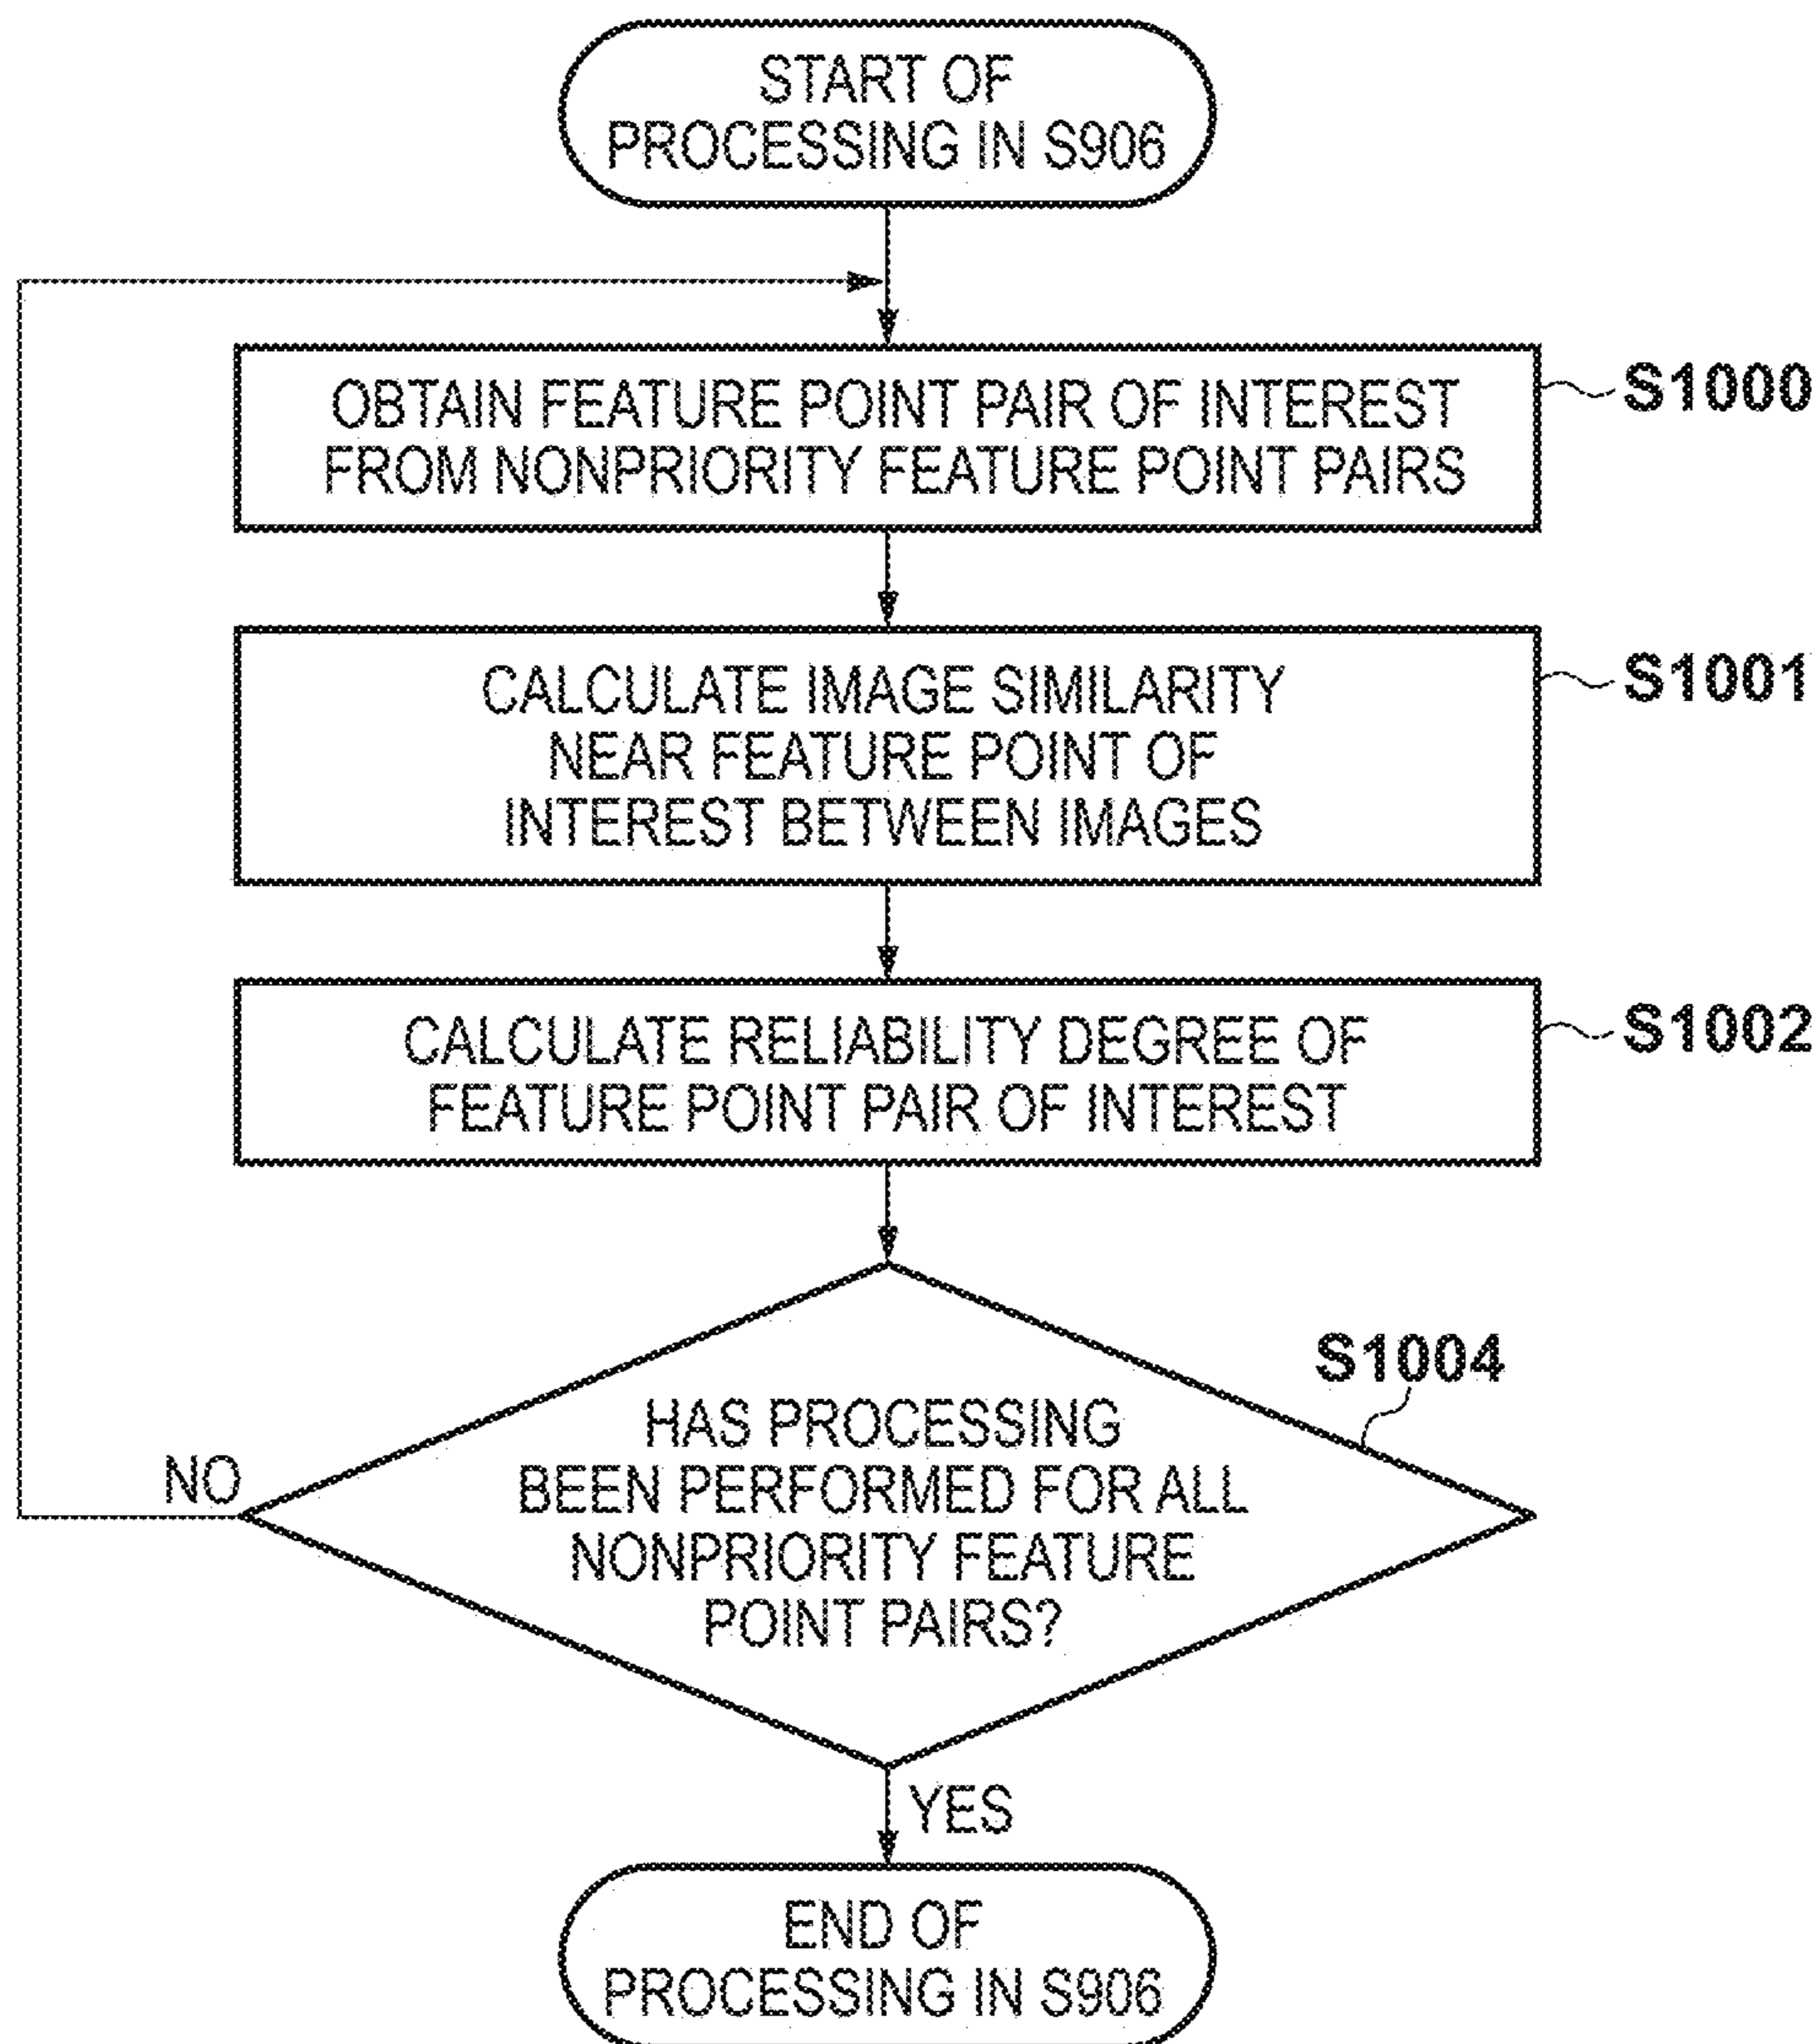 START OF
PROCESSING IN S906
OBTAIN FEATURE POINT PAIR OF INTEREST
FROM NONPRIORITY FEATURE POINT PAIRS
S1000
CALCULATE IMAGE SIMILARITY
NEAR FEATURE POINT OF
INTEREST BETWEEN IMAGES
S1001
CALCULATE RELIABILITY DEGREE OF
FEATURE POINT PAIR OF INTEREST
S1002
S1004
HAS PROCESSING
BEEN PERFORMED FOR ALL
NONPRIORITY FEATURE
POINT PAIRS?
NO
YES
END OF
PROCESSING IN S906